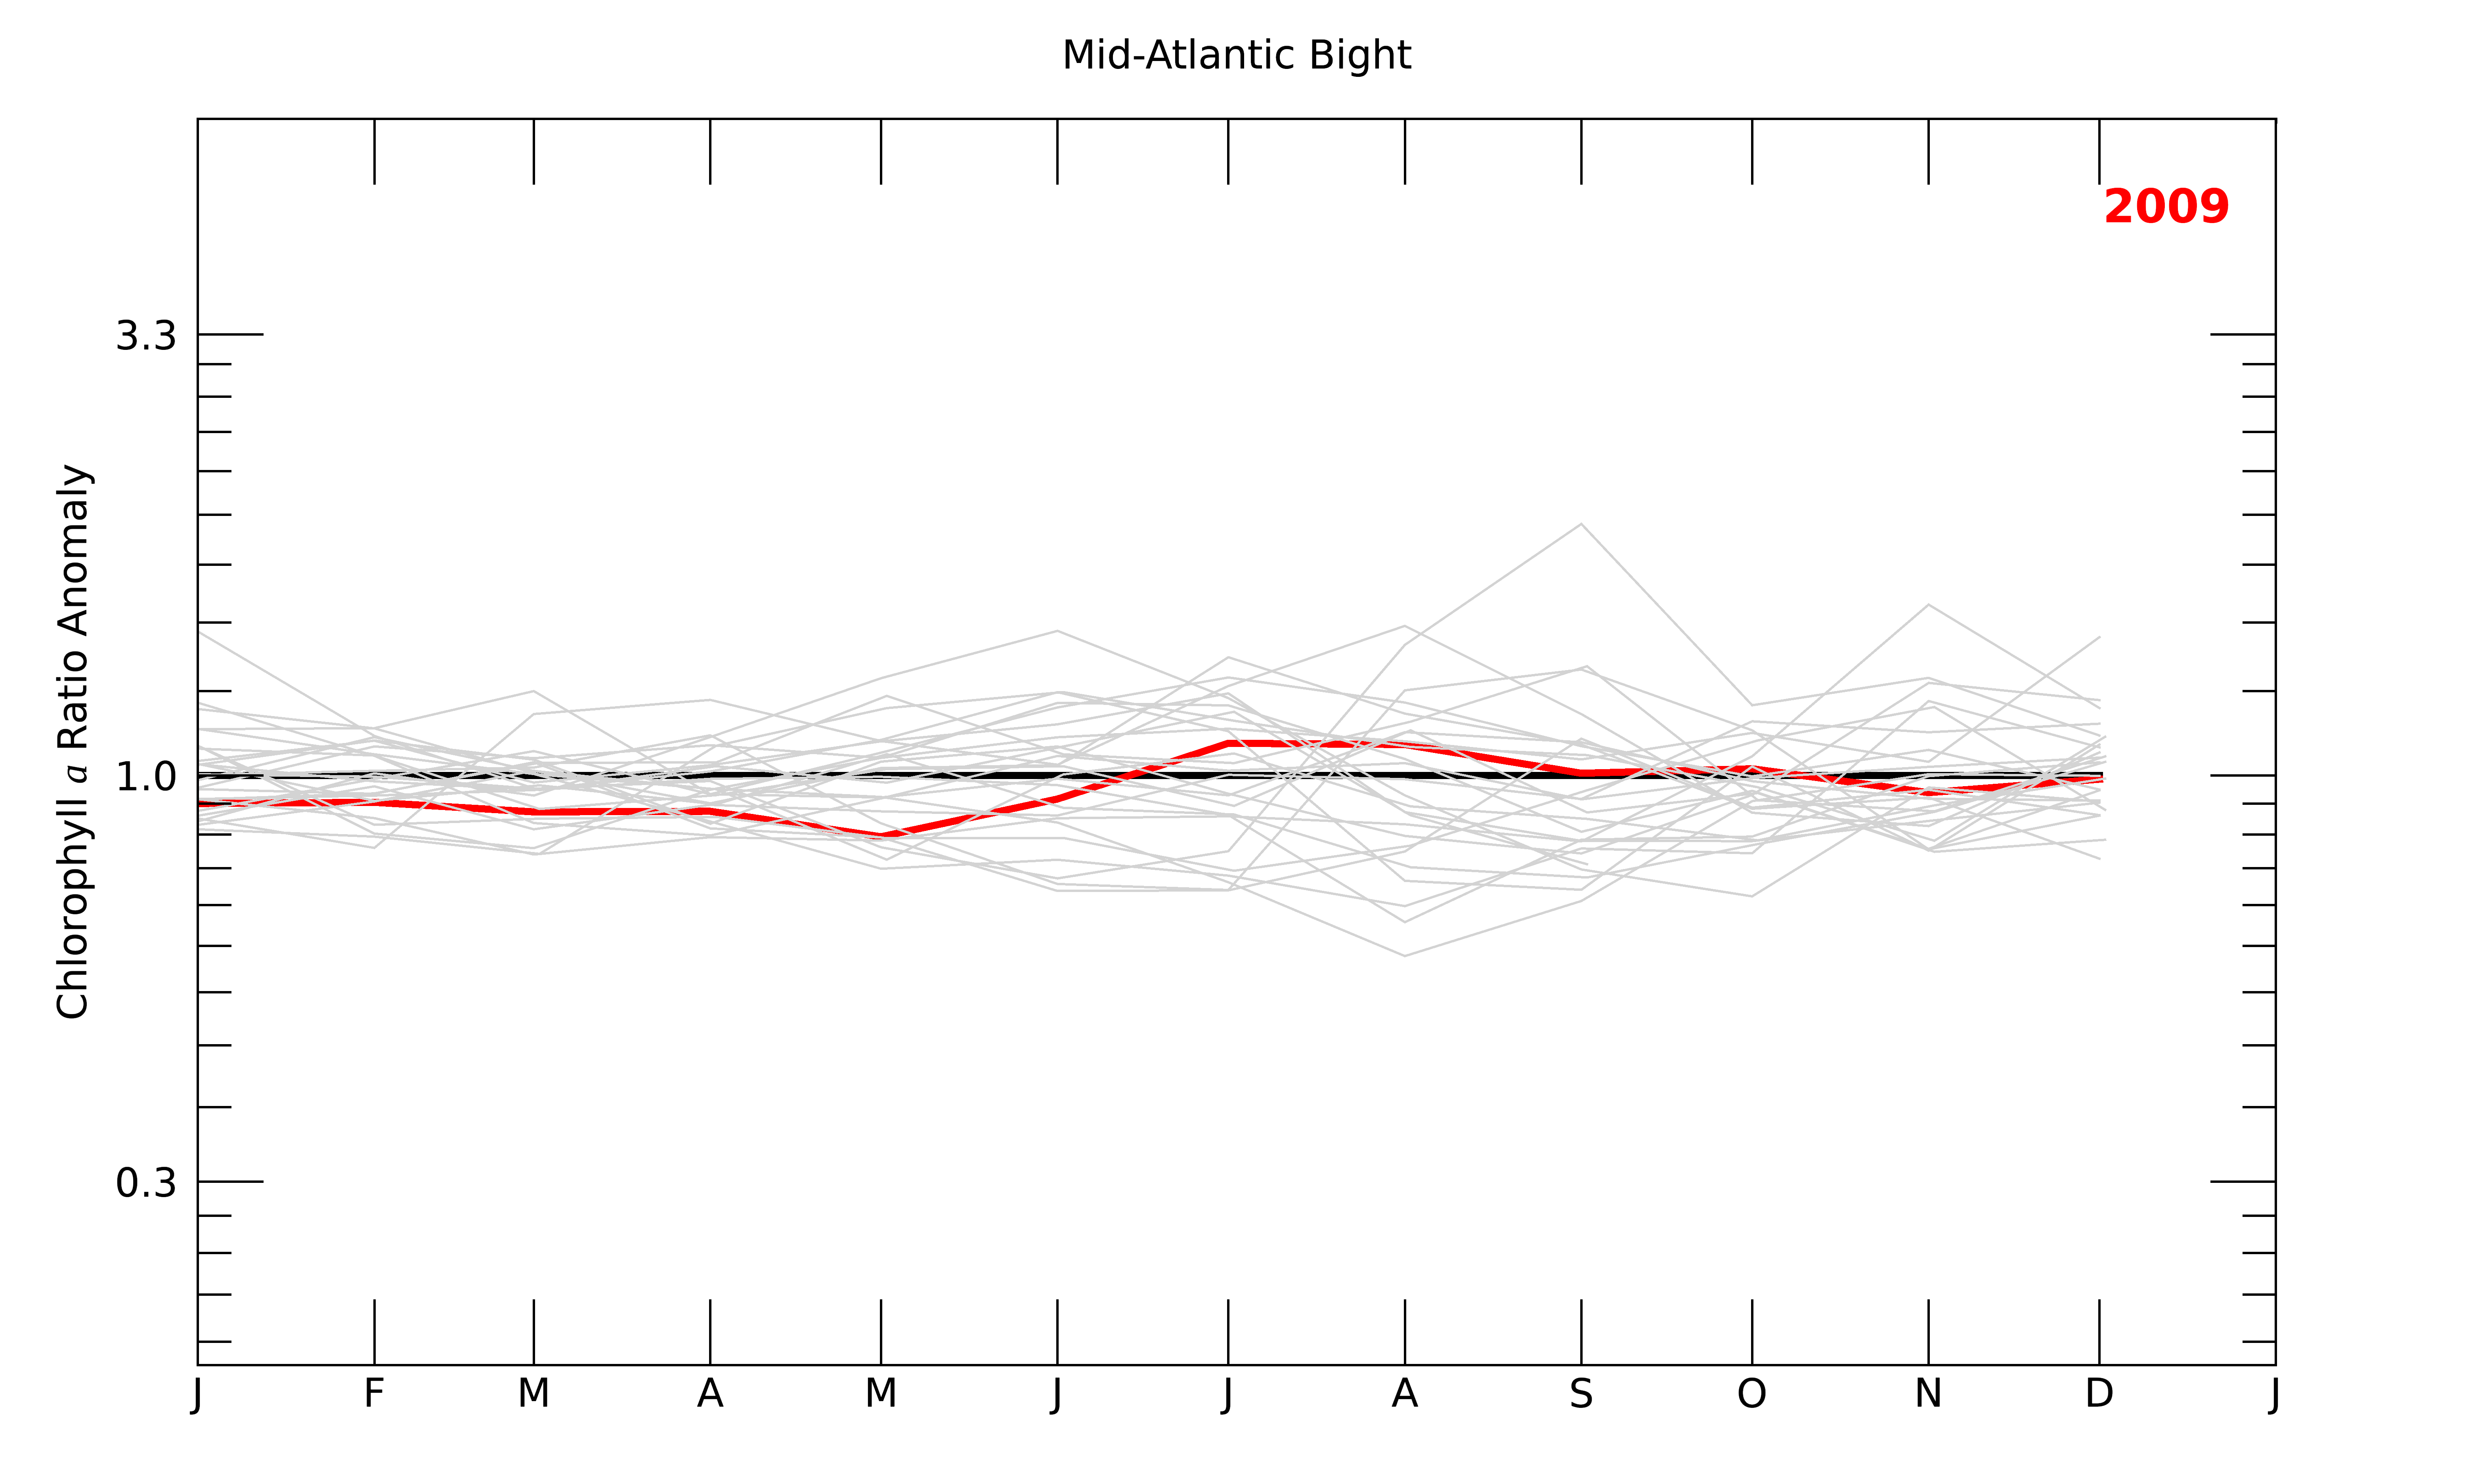 Mid-Atlantic Bight
2009
Chlorophyll a Ratio Anomaly
3.3
1.0
0.3
J F M A M J J A S O N D J